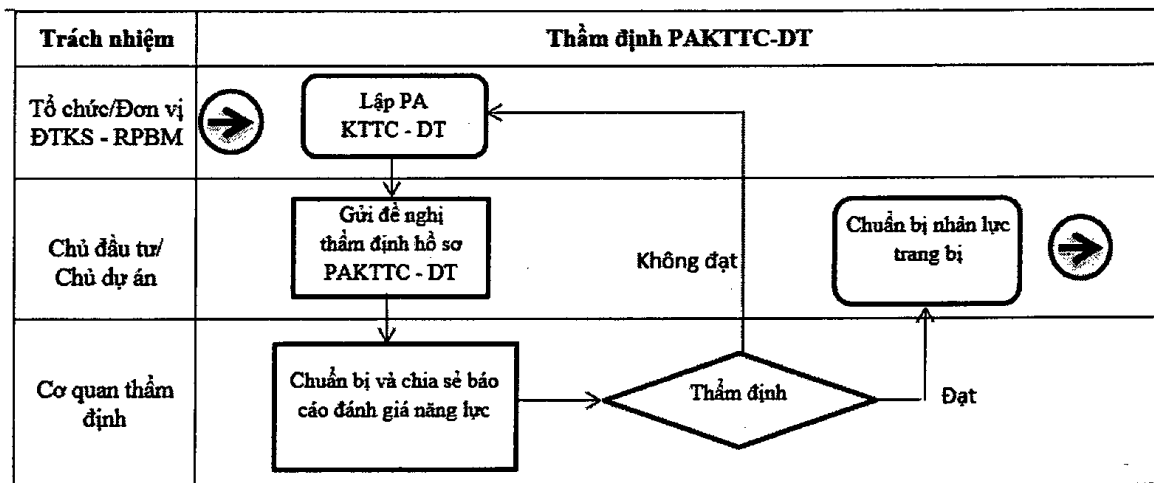 Trách nhiệm
Thẩm định PAKTTC-DT
Tổ chức/Đơn vị
ĐTKS - RPBM
Lập PA
KTTC - DT
Chủ đầu tư/
Chủ dự án
Gửi đề nghị
thẩm định hồ sơ
PAKTTC - DT
Không đạt
Chuẩn bị nhân lực
trang bị
Cơ quan thẩm
định
Chuẩn bị và chia sẻ báo
cáo đánh giá năng lực
Thẩm định
Đạt